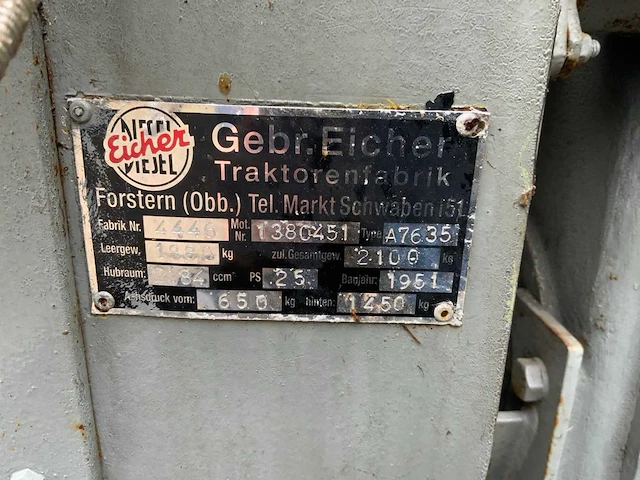 DIESEL
Eicher
DIESEL
Gebr. Eicher
Traktorenfabrik
Forstern (Obb.) Tel. Markt Schwaben 151
Fabrik Nr. 4446 Mot. Nr. 1380451 Type A7635
Leergew. kg zul. Gesamtgew. 2100 kg
Hubraum: ccm PS 25 Baujahr: 1951
Achsdruck vorn: 650 kg hinten: 1450 kg